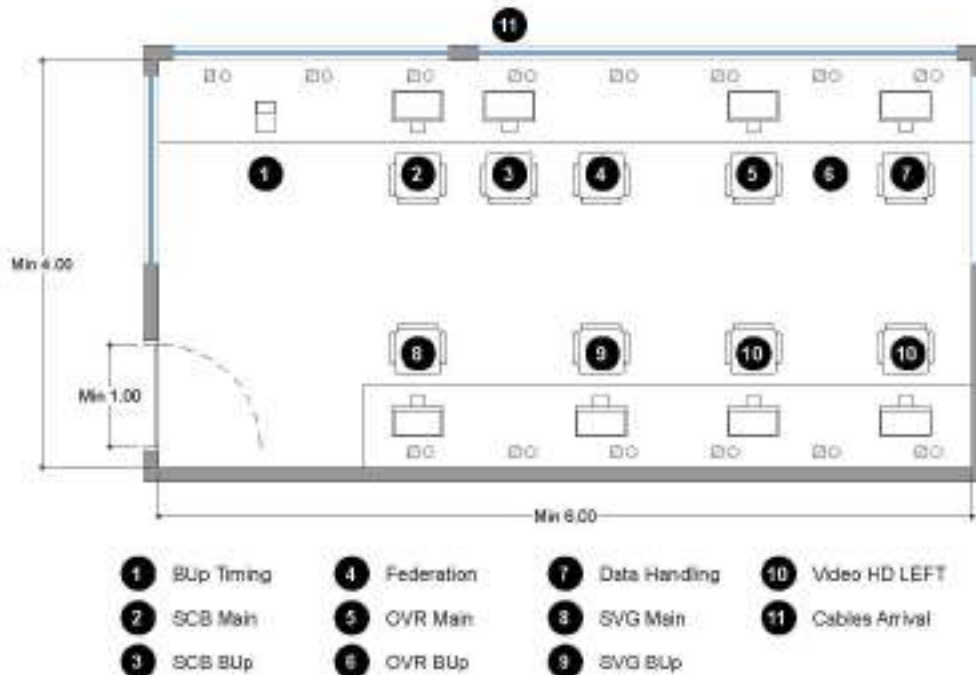 11
Min 4.00
1
2
3
4
5
6
7
8
9
10
10
Min 1.00
Min 6.00
1 BUp Timing
4 Federation
7 Data Handling
10 Video HD LEFT
2 SCB Main
5 OVR Main
8 SVG Main
11 Cables Arrival
3 SCB BUp
6 OVR BUp
9 SVG BUp